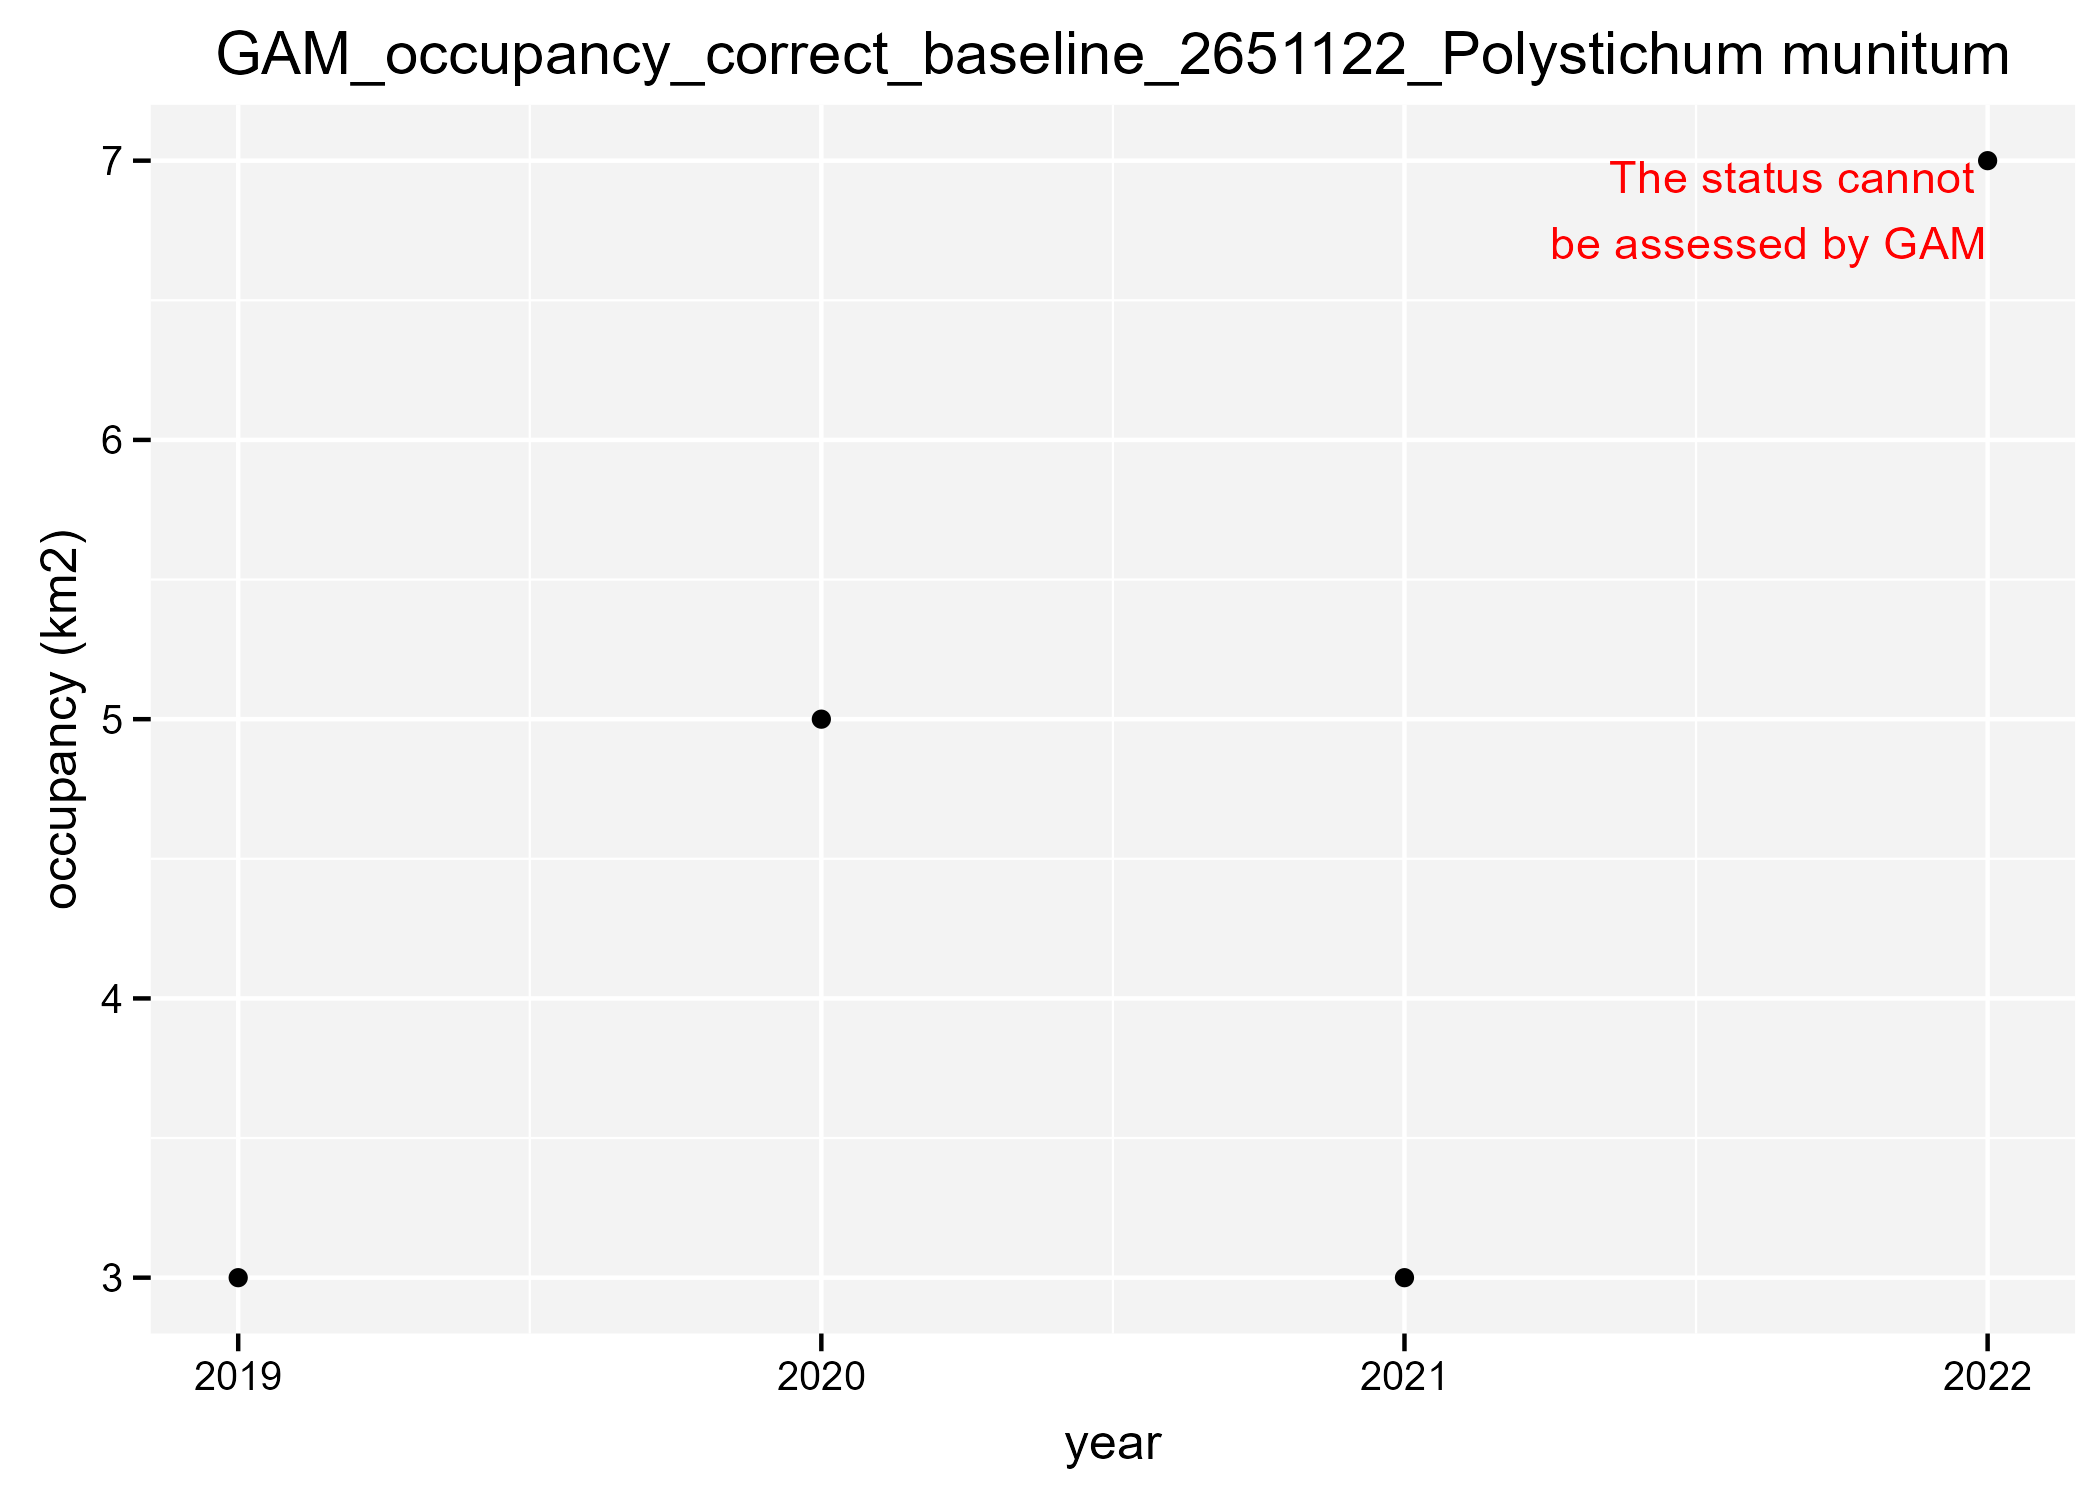 GAM_occupancy_correct_baseline_2651122_Polystichum munitum
7
The status cannot
be assessed by GAM
6
5
4
3
occupancy (km2)
2019
2020
2021
2022
year